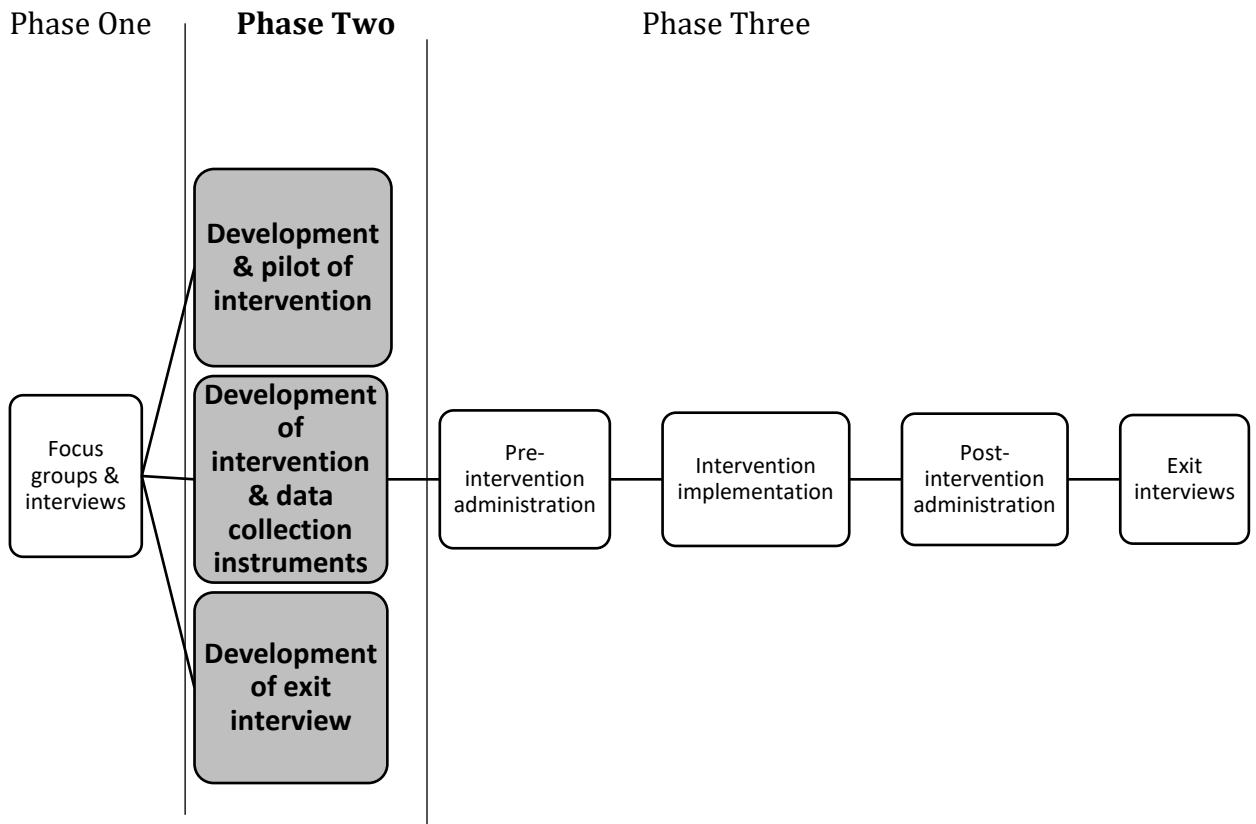 Phase One
Phase Two
Phase Three
Development
& pilot of
intervention
Focus
groups &
interviews
Development
of
intervention
& data
collection
instruments
Development
of exit
interview
Pre-
intervention
administration
Intervention
implementation
Post-
intervention
administration
Exit
interviews